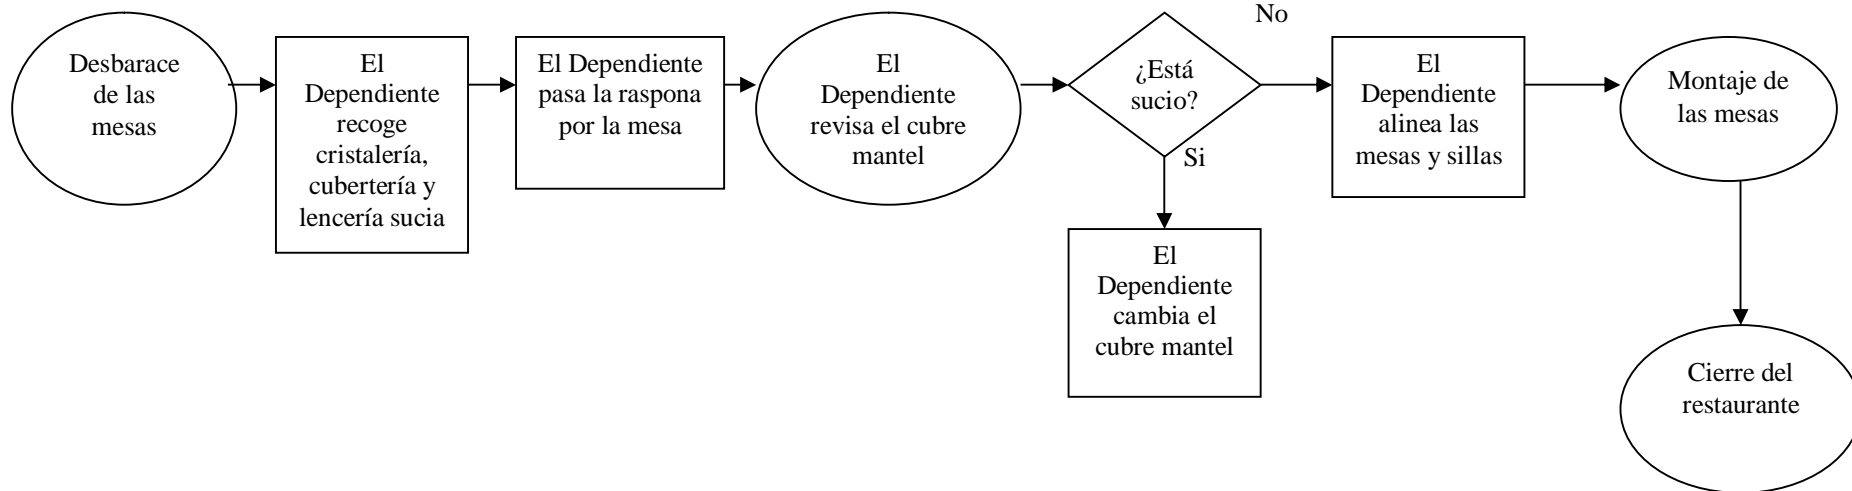 Desbarace
de las
mesas
El
Dependiente
recoge
cristalería,
cubertería y
lencería sucia
El Dependiente
pasa la raspona
por la mesa
El
Dependiente
revisa el cubre
mantel
¿Está
sucio?
No
Si
El
Dependiente
cambia el
cubre mantel
El
Dependiente
alinea las
mesas y sillas
Montaje de
las mesas
Cierre del
restaurante